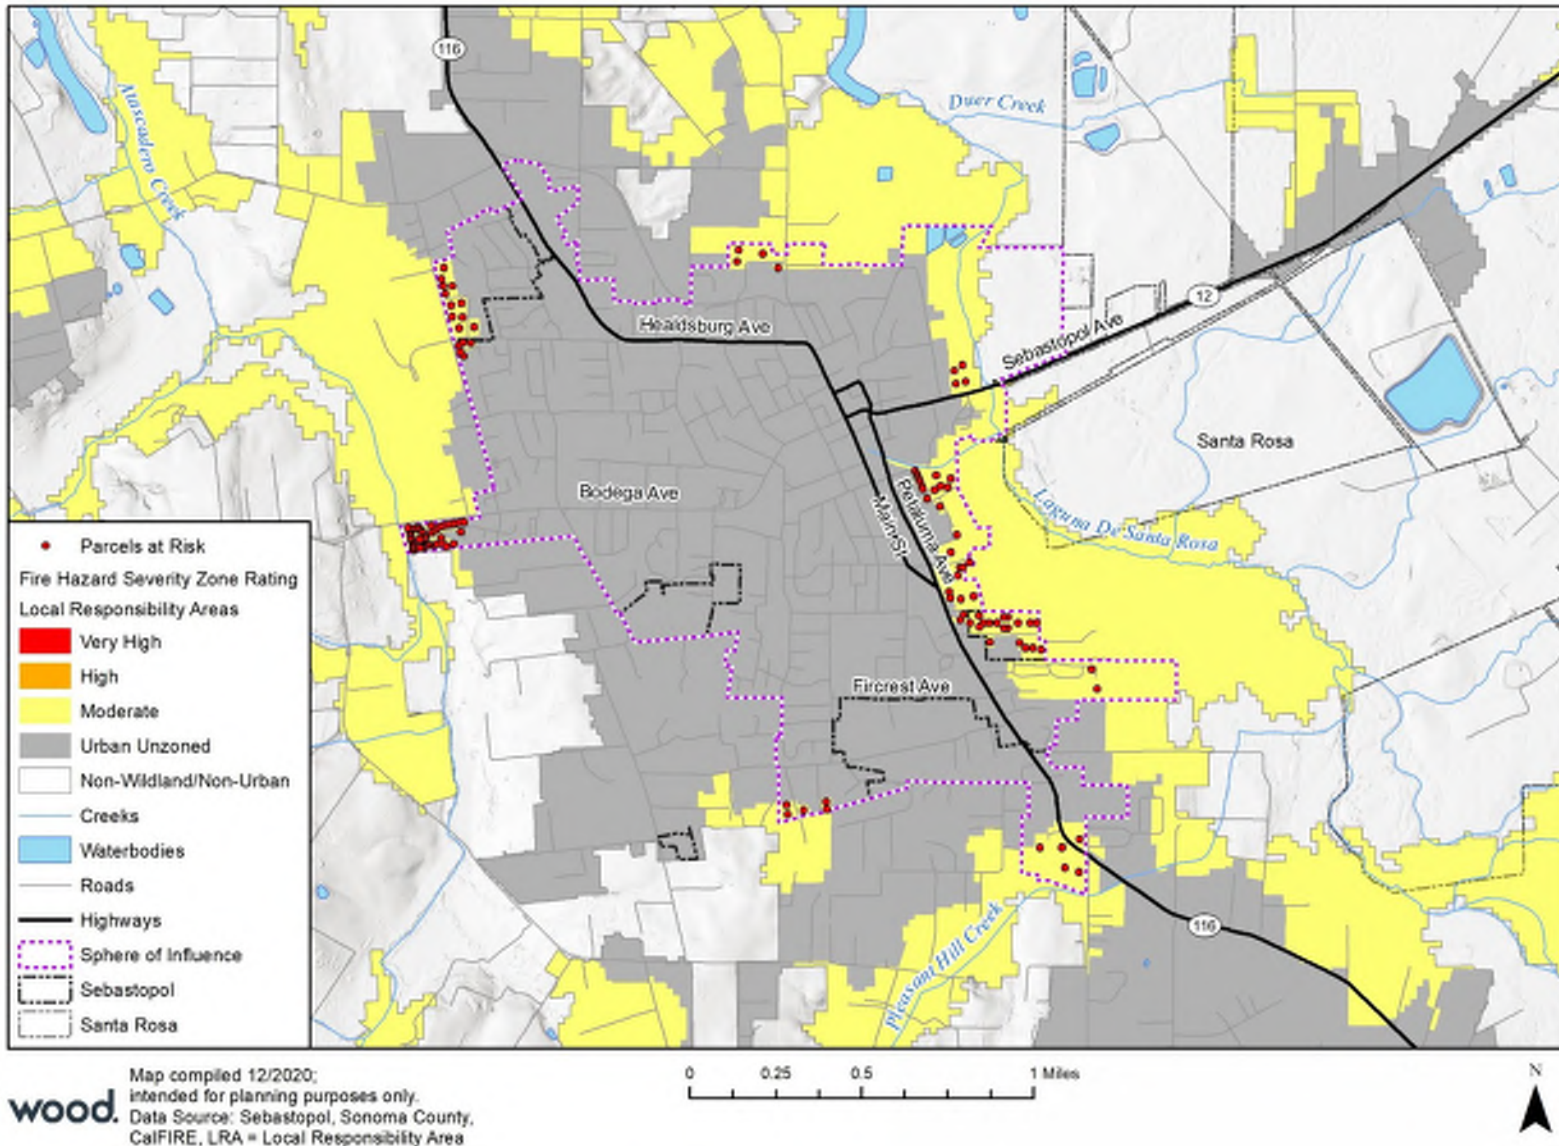 116
Duer Creek
Atascadero Creek
12
Healdsburg Ave
Sebastopol Ave
Santa Rosa
Bodega Ave
Petaluma Ave
Main St
Laguna De Santa Rosa
Fircrest Ave
Pleasant Hill Creek
116
Parcels at Risk
Fire Hazard Severity Zone Rating
Local Responsibility Areas
Very High
High
Moderate
Urban Unzoned
Non-Wildland/Non-Urban
Creeks
Waterbodies
Roads
Highways
Sphere of Influence
Sebastopol
Santa Rosa
wood.
Map compiled 12/2020;
intended for planning purposes only.
Data Source: Sebastopol, Sonoma County,
CalFIRE, LRA = Local Responsibility Area
0 0.25 0.5 1 Miles
N